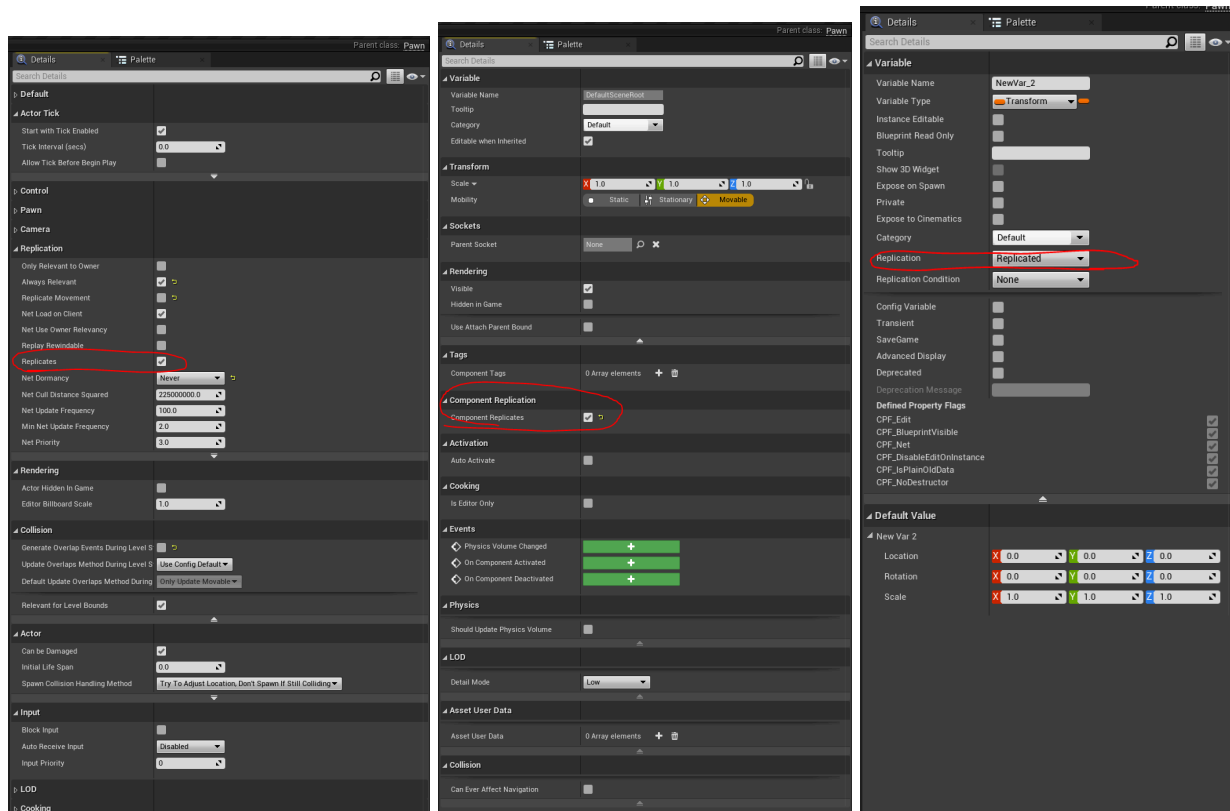 Parent class: Pawn
Details
Palette
Search Details
Default
Actor Tick
Start with Tick Enabled
Tick Interval (secs) 0.0
Allow Tick Before Begin Play
Control
Pawn
Camera
Replication
Only Relevant to Owner
Always Relevant
Replicate Movement
Net Load on Client
Net Use Owner Relevancy
Replay Rewindable
Replicates
Net Dormancy Never
Net Cull Distance Squared 225000000.0
Net Update Frequency 100.0
Min Net Update Frequency 2.0
Net Priority 3.0
Rendering
Actor Hidden In Game
Editor Billboard Scale 1.0
Collision
Generate Overlap Events During Level S
Update Overlaps Method During Level S Use Config Default
Default Update Overlaps Method During Only Update Movable
Relevant for Level Bounds
Actor
Can be Damaged
Initial Life Span 0.0
Spawn Collision Handling Method Try To Adjust Location, Don't Spawn If Still Colliding
Input
Block Input
Auto Receive Input Disabled
Input Priority 0
LOD
Cooking
Parent class: Pawn
Details
Palette
Search Details
Variable
Variable Name DefaultSceneRoot
Tooltip
Category Default
Editable when Inherited
Transform
Scale X 1.0 Y 1.0 Z 1.0
Mobility Static Stationary Movable
Sockets
Parent Socket None
Rendering
Visible
Hidden in Game
Use Attach Parent Bound
Tags
Component Tags 0 Array elements
Component Replication
Component Replicates
Activation
Auto Activate
Cooking
Is Editor Only
Events
Physics Volume Changed
On Component Activated
On Component Deactivated
Physics
Should Update Physics Volume
LOD
Detail Mode Low
Asset User Data
Asset User Data 0 Array elements
Collision
Can Ever Affect Navigation
Parent class: Pawn
Details
Palette
Search Details
Variable
Variable Name NewVar_2
Variable Type Transform
Instance Editable
Blueprint Read Only
Tooltip
Show 3D Widget
Expose on Spawn
Private
Expose to Cinematics
Category Default
Replication Replicated
Replication Condition None
Config Variable
Transient
SaveGame
Advanced Display
Deprecated
Deprecation Message
Defined Property Flags
CPF_Edit
CPF_BlueprintVisible
CPF_Net
CPF_DisableEditOnInstance
CPF_IsPlainOldData
CPF_NoDestructor
Default Value
New Var 2
Location X 0.0 Y 0.0 Z 0.0
Rotation X 0.0 Y 0.0 Z 0.0
Scale X 1.0 Y 1.0 Z 1.0